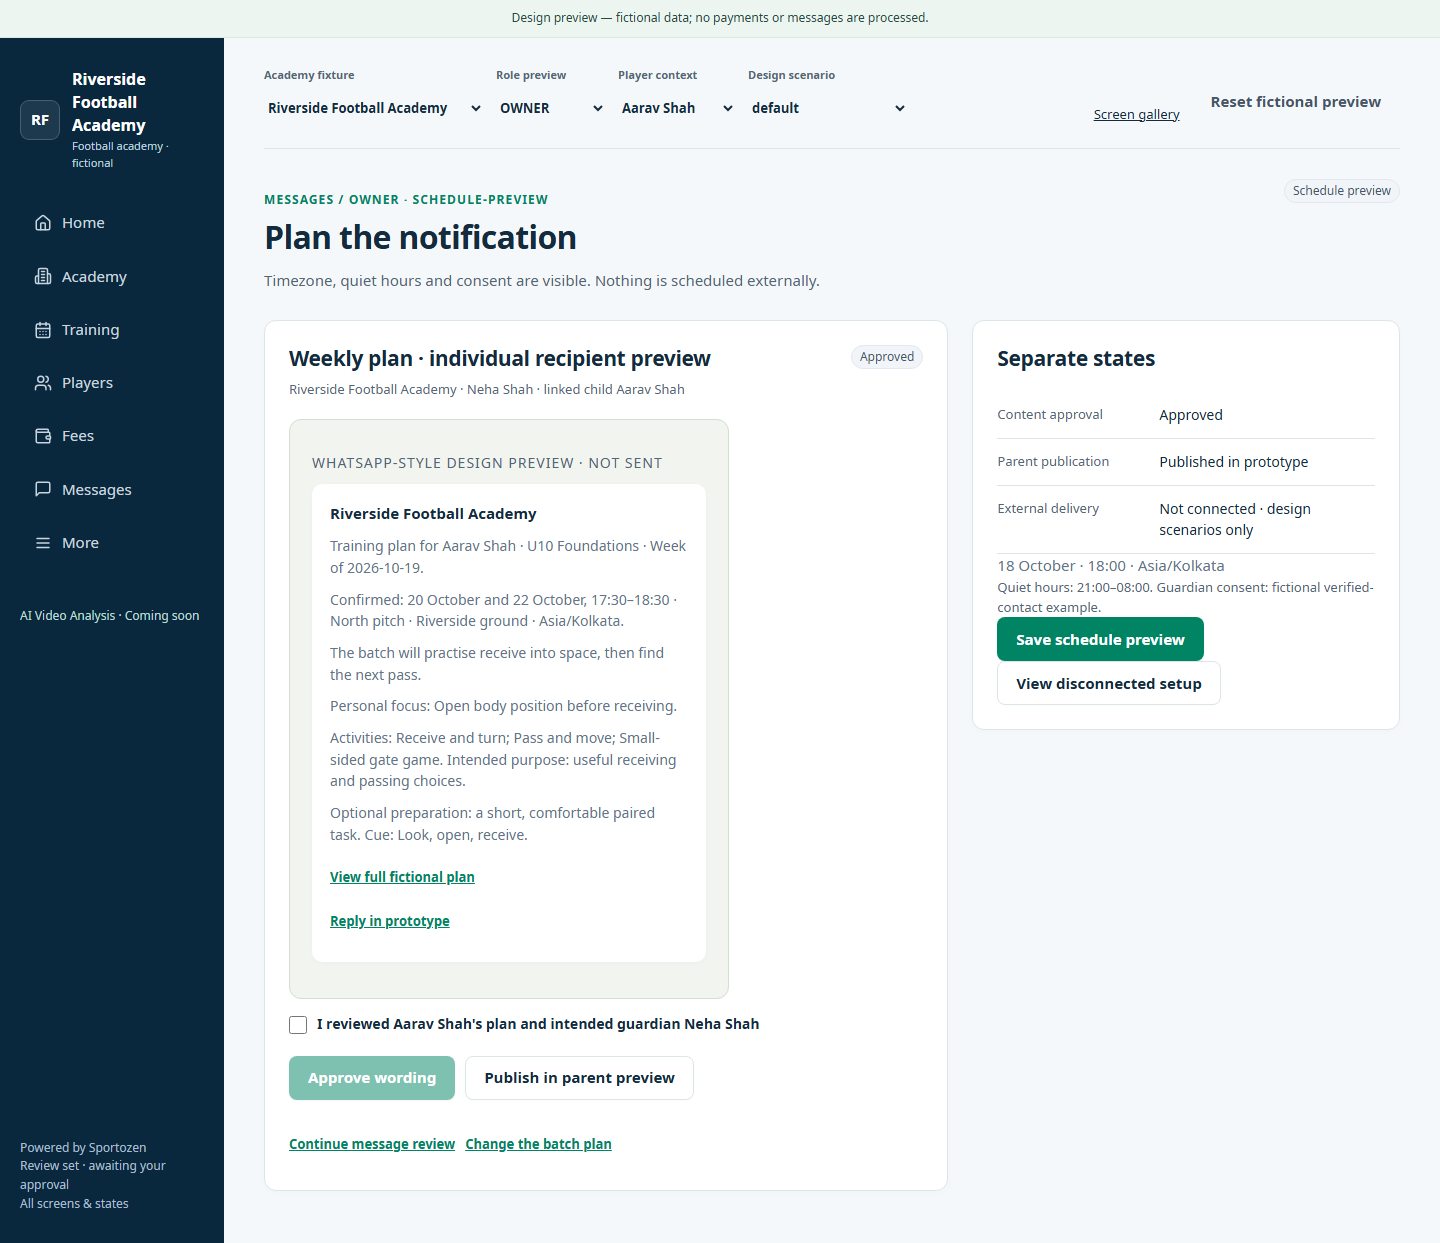 Design preview — fictional data; no payments or messages are processed.
RF
Riverside
Football
Academy
Football academy ·
fictional
Home
Academy
Training
Players
Fees
Messages
More
AI Video Analysis · Coming soon
Powered by Sportozen
Review set · awaiting your
approval
All screens & states
Academy fixture
Riverside Football Academy
Role preview
OWNER
Player context
Aarav Shah
Design scenario
default
Screen gallery
Reset fictional preview
MESSAGES / OWNER · SCHEDULE-PREVIEW
Schedule preview
Plan the notification
Timezone, quiet hours and consent are visible. Nothing is scheduled externally.
Weekly plan · individual recipient preview
Approved
Riverside Football Academy · Neha Shah · linked child Aarav Shah
WHATSAPP-STYLE DESIGN PREVIEW · NOT SENT
Riverside Football Academy
Training plan for Aarav Shah · U10 Foundations · Week
of 2026-10-19.
Confirmed: 20 October and 22 October, 17:30–18:30 ·
North pitch · Riverside ground · Asia/Kolkata.
The batch will practise receive into space, then find
the next pass.
Personal focus: Open body position before receiving.
Activities: Receive and turn; Pass and move; Small-
sided gate game. Intended purpose: useful receiving
and passing choices.
Optional preparation: a short, comfortable paired
task. Cue: Look, open, receive.
View full fictional plan
Reply in prototype
I reviewed Aarav Shah's plan and intended guardian Neha Shah
Approve wording
Publish in parent preview
Continue message review
Change the batch plan
Separate states
Content approval
Approved
Parent publication
Published in prototype
External delivery
Not connected · design
scenarios only
18 October · 18:00 · Asia/Kolkata
Quiet hours: 21:00–08:00. Guardian consent: fictional verified-
contact example.
Save schedule preview
View disconnected setup